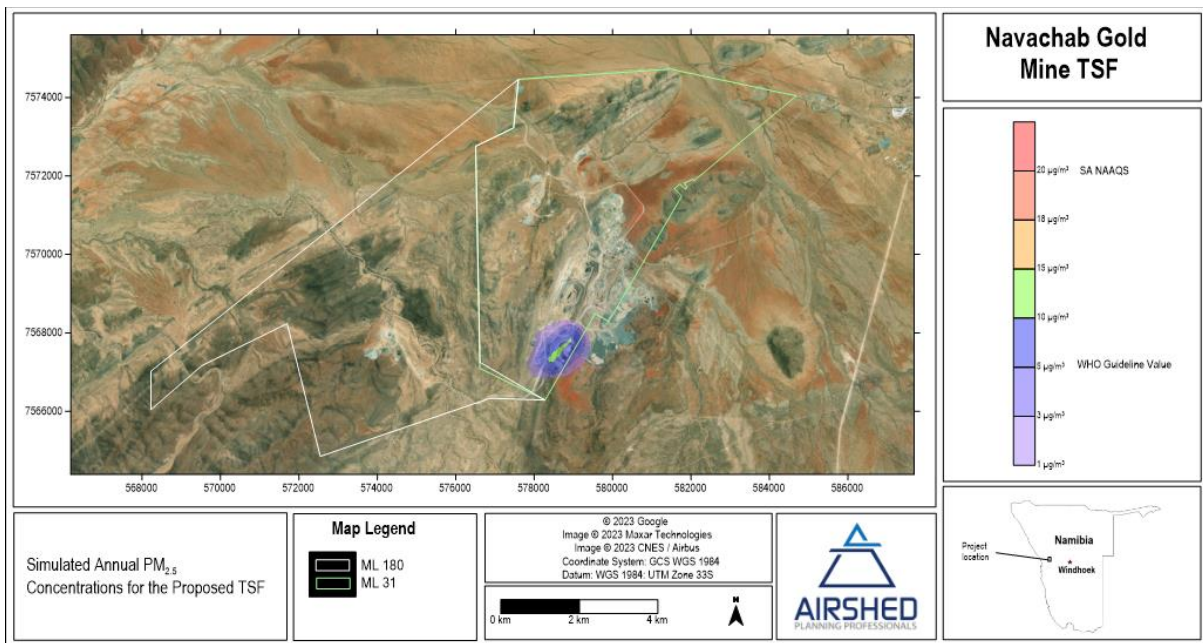 Navachab Gold
Mine TSF
7574000
7572000
7570000
7568000
7566000
568000
570000
572000
574000
576000
578000
580000
582000
584000
586000
20 µg/m³ SA NAAQS
18 µg/m³
15 µg/m³
10 µg/m³
5 µg/m³ WHO Guideline Value
3 µg/m³
1 µg/m³
Simulated Annual PM₂.₅
Concentrations for the Proposed TSF
Map Legend
ML 180
ML 31
© 2023 Google
Image © 2023 Maxar Technologies
Image © 2023 CNES / Airbus
Coordinate System: GCS WGS 1984
Datum: WGS 1984: UTM Zone 33S
0 km 2 km 4 km
N
AIRSHED
PLANNING PROFESSIONALS
Project
location
Namibia
Windhoek